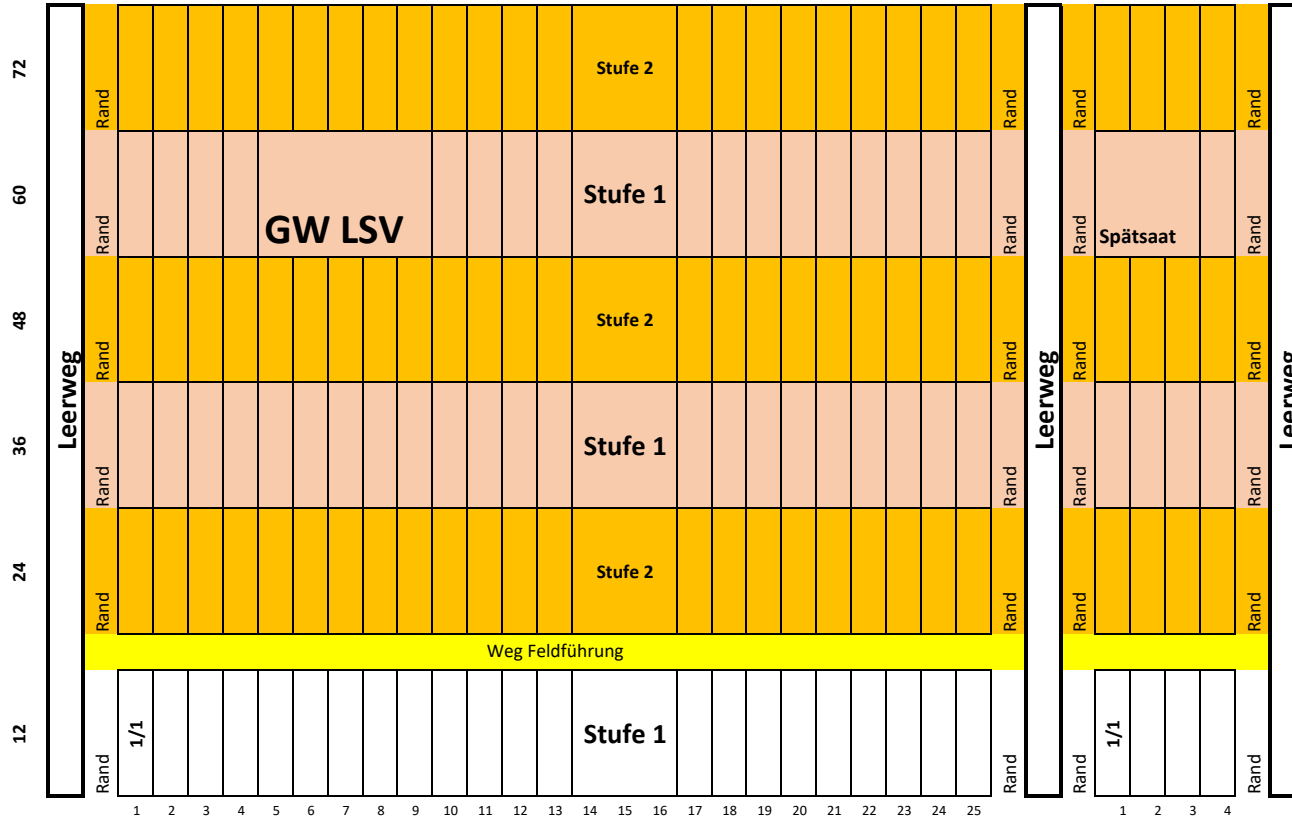 72
Rand
Stufe 2
Rand
Rand
Rand
60
Rand
GW LSV
Stufe 1
Rand
Rand
Spätsaat
Rand
48
Rand
Stufe 2
Rand
Rand
Rand
Leerweg
Leerweg
Leerweg
36
Rand
Stufe 1
Rand
Rand
Rand
24
Rand
Stufe 2
Rand
Rand
Rand
Weg Feldführung
12
Rand
1/1
Stufe 1
Rand
Rand
1/1
Rand
1 2 3 4 5 6 7 8 9 10 11 12 13 14 15 16 17 18 19 20 21 22 23 24 25 1 2 3 4